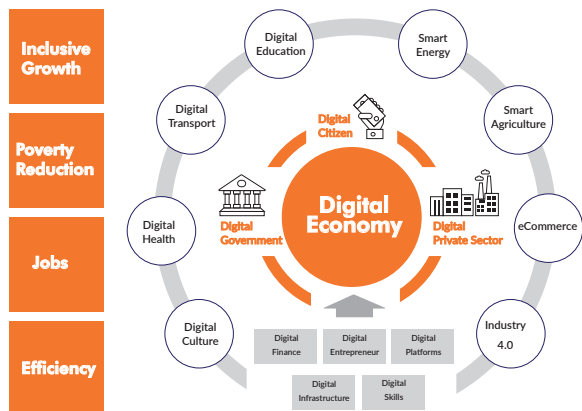 Inclusive
Growth
Poverty
Reduction
Jobs
Efficiency
Digital
Education
Smart
Energy
Digital
Transport
Smart
Agriculture
Digital
Health
eCommerce
Digital
Culture
Industry
4.0
Digital
Citizen
Digital
Government
Digital
Economy
Digital
Private Sector
Digital
Finance
Digital
Entrepreneur
Digital
Platforms
Digital
Infrastructure
Digital
Skills